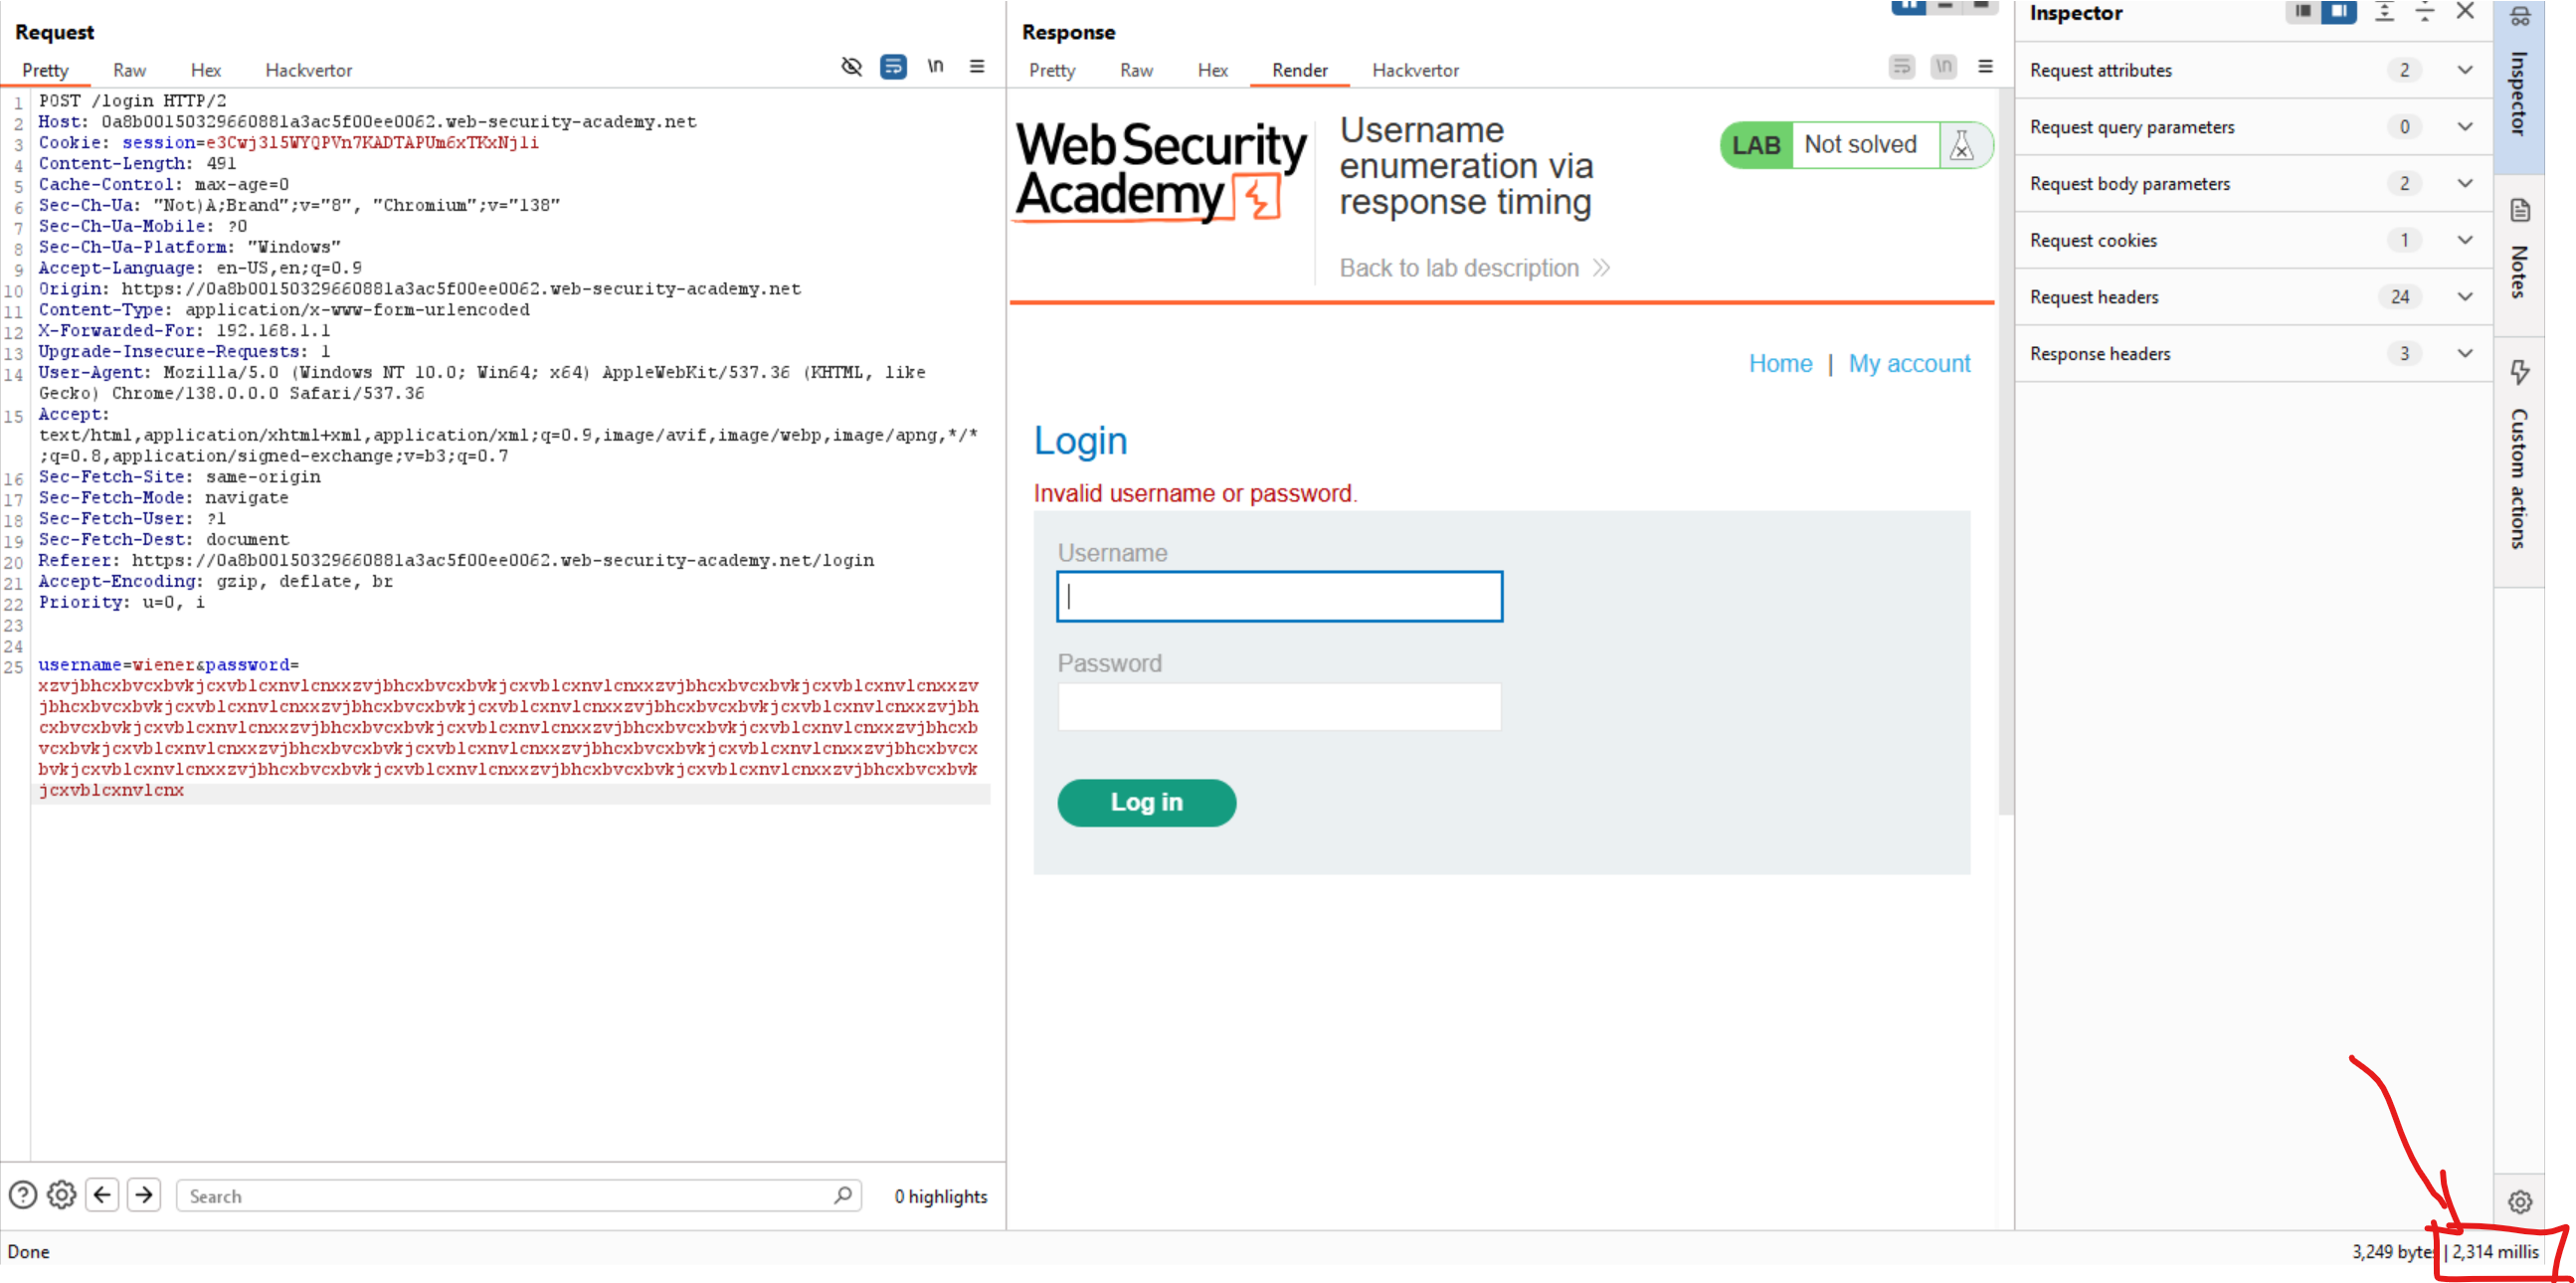 Request
Pretty Raw Hex Hackvertor
\n
1 POST /login HTTP/2
2 Host: 0a8b00150329660881a3ac5f00ee0062.web-security-academy.net
3 Cookie: session=e3Cwj3l5WYQPVn7KADTAPUm6xTKxNjli
4 Content-Length: 491
5 Cache-Control: max-age=0
6 Sec-Ch-Ua: "Not)A;Brand";v="8", "Chromium";v="138"
7 Sec-Ch-Ua-Mobile: ?0
8 Sec-Ch-Ua-Platform: "Windows"
9 Accept-Language: en-US,en;q=0.9
10 Origin: https://0a8b00150329660881a3ac5f00ee0062.web-security-academy.net
11 Content-Type: application/x-www-form-urlencoded
12 X-Forwarded-For: 192.168.1.1
13 Upgrade-Insecure-Requests: 1
14 User-Agent: Mozilla/5.0 (Windows NT 10.0; Win64; x64) AppleWebKit/537.36 (KHTML, like
Gecko) Chrome/138.0.0.0 Safari/537.36
15 Accept:
text/html,application/xhtml+xml,application/xml;q=0.9,image/avif,image/webp,image/apng,*/*
;q=0.8,application/signed-exchange;v=b3;q=0.7
16 Sec-Fetch-Site: same-origin
17 Sec-Fetch-Mode: navigate
18 Sec-Fetch-User: ?1
19 Sec-Fetch-Dest: document
20 Referer: https://0a8b00150329660881a3ac5f00ee0062.web-security-academy.net/login
21 Accept-Encoding: gzip, deflate, br
22 Priority: u=0, i
23
24
25 username=wiener&password=
xzvjbhcxbvcxbvkjcxvblcxnvlcnxxzvjbhcxbvcxbvkjcxvblcxnvlcnxxzvjbhcxbvcxbvkjcxvblcxnvlcnxxzv
jbhcxbvcxbvkjcxvblcxnvlcnxxzvjbhcxbvcxbvkjcxvblcxnvlcnxxzvjbhcxbvcxbvkjcxvblcxnvlcnxxzvjbh
cxbvcxbvkjcxvblcxnvlcnxxzvjbhcxbvcxbvkjcxvblcxnvlcnxxzvjbhcxbvcxbvkjcxvblcxnvlcnxxzvjbhcxb
vcxbvkjcxvblcxnvlcnxxzvjbhcxbvcxbvkjcxvblcxnvlcnxxzvjbhcxbvcxbvkjcxvblcxnvlcnxxzvjbhcxbvcx
bvkjcxvblcxnvlcnxxzvjbhcxbvcxbvkjcxvblcxnvlcnxxzvjbhcxbvcxbvkjcxvblcxnvlcnxxzvjbhcxbvcxbvk
jcxvblcxnvlcnx
Search
0 highlights
Done
Response
Pretty Raw Hex Render Hackvertor
\n
Web Security
Academy
Username
enumeration via
response timing
Back to lab description
LAB Not solved
Home | My account
Login
Invalid username or password.
Username
Password
Log in
Inspector
Request attributes 2
Request query parameters 0
Request body parameters 2
Request cookies 1
Request headers 24
Response headers 3
Inspector
Notes
Custom actions
3,249 bytes | 2,314 millis